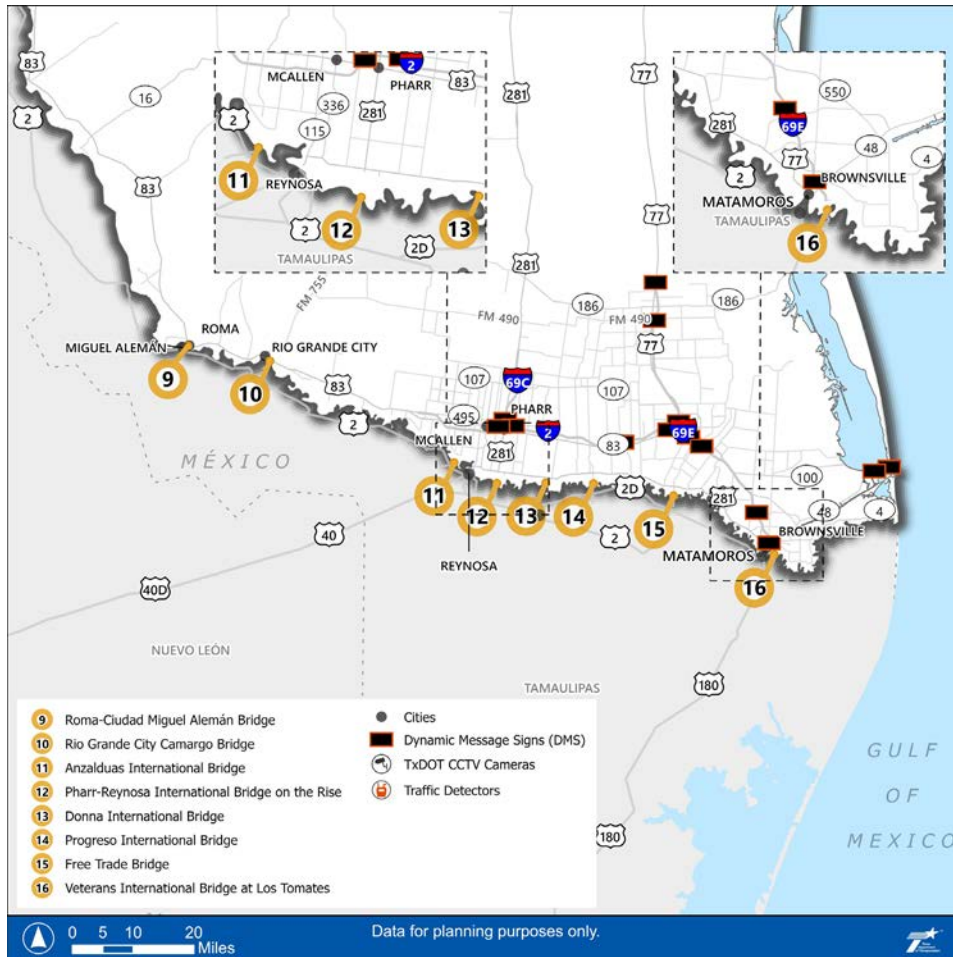 83
2
16
83
281
77
77
281
MCALLEN
2
PHARR
83
336
281
115
2
11
REYNOSA
12
2
13
2D
TAMAULIPAS
550
69E
281
77
48
4
2
BROWNSVILLE
MATAMOROS
TAMAULIPAS
16
FM 755
186
186
FM 490
FM 490
77
ROMA
MIGUEL ALEMÁN
RIO GRANDE CITY
9
10
83
2
107
69C
107
495
PHARR
2
69E
MCALLEN
281
83
MÉXICO
11
12
13
14
2D
15
281
100
48
4
BROWNSVILLE
MATAMOROS
40
REYNOSA
2
16
40D
NUEVO LEÓN
TAMAULIPAS
180
180
GULF
OF
MEXICO
9 Roma-Ciudad Miguel Alemán Bridge
10 Rio Grande City Camargo Bridge
11 Anzalduas International Bridge
12 Pharr-Reynosa International Bridge on the Rise
13 Donna International Bridge
14 Progreso International Bridge
15 Free Trade Bridge
16 Veterans International Bridge at Los Tomates
Cities
Dynamic Message Signs (DMS)
TxDOT CCTV Cameras
Traffic Detectors
0 5 10 20
Miles
Data for planning purposes only.